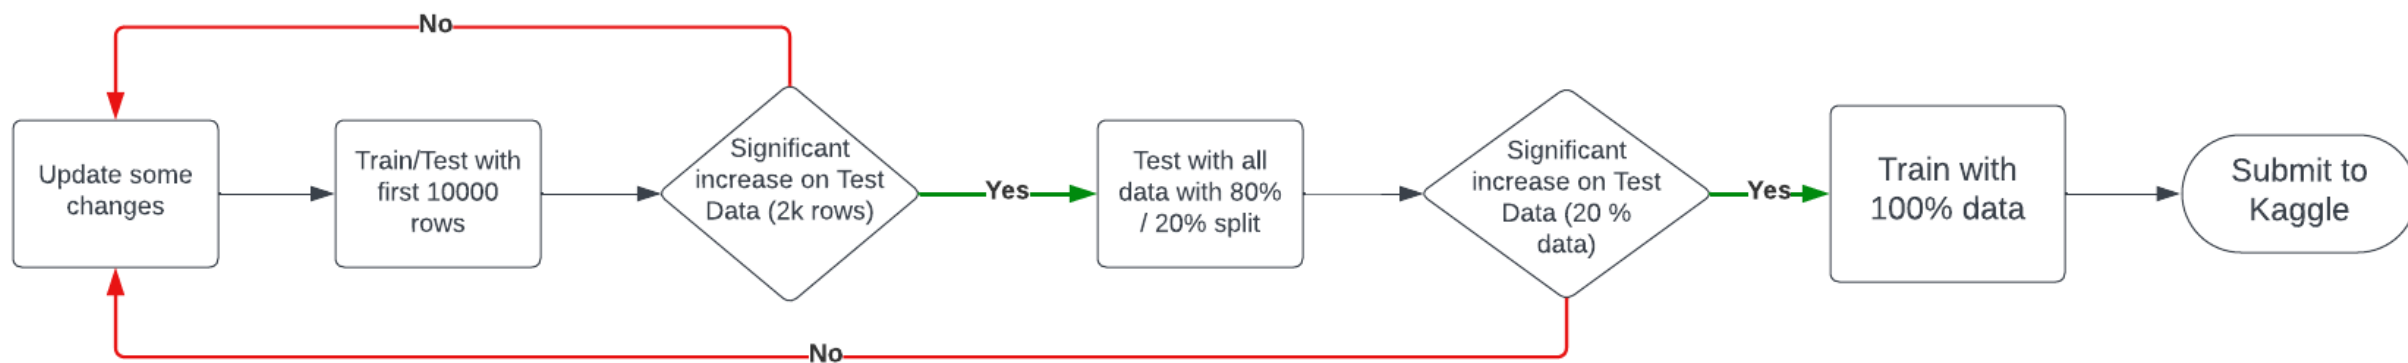 No
Update some
changes
Train/Test with
first 10000
rows
Significant
increase on Test
Data (2k rows)
Yes
Test with all
data with 80%
/ 20% split
Significant
increase on Test
Data (20 %
data)
Yes
Train with
100% data
Submit to
Kaggle
No